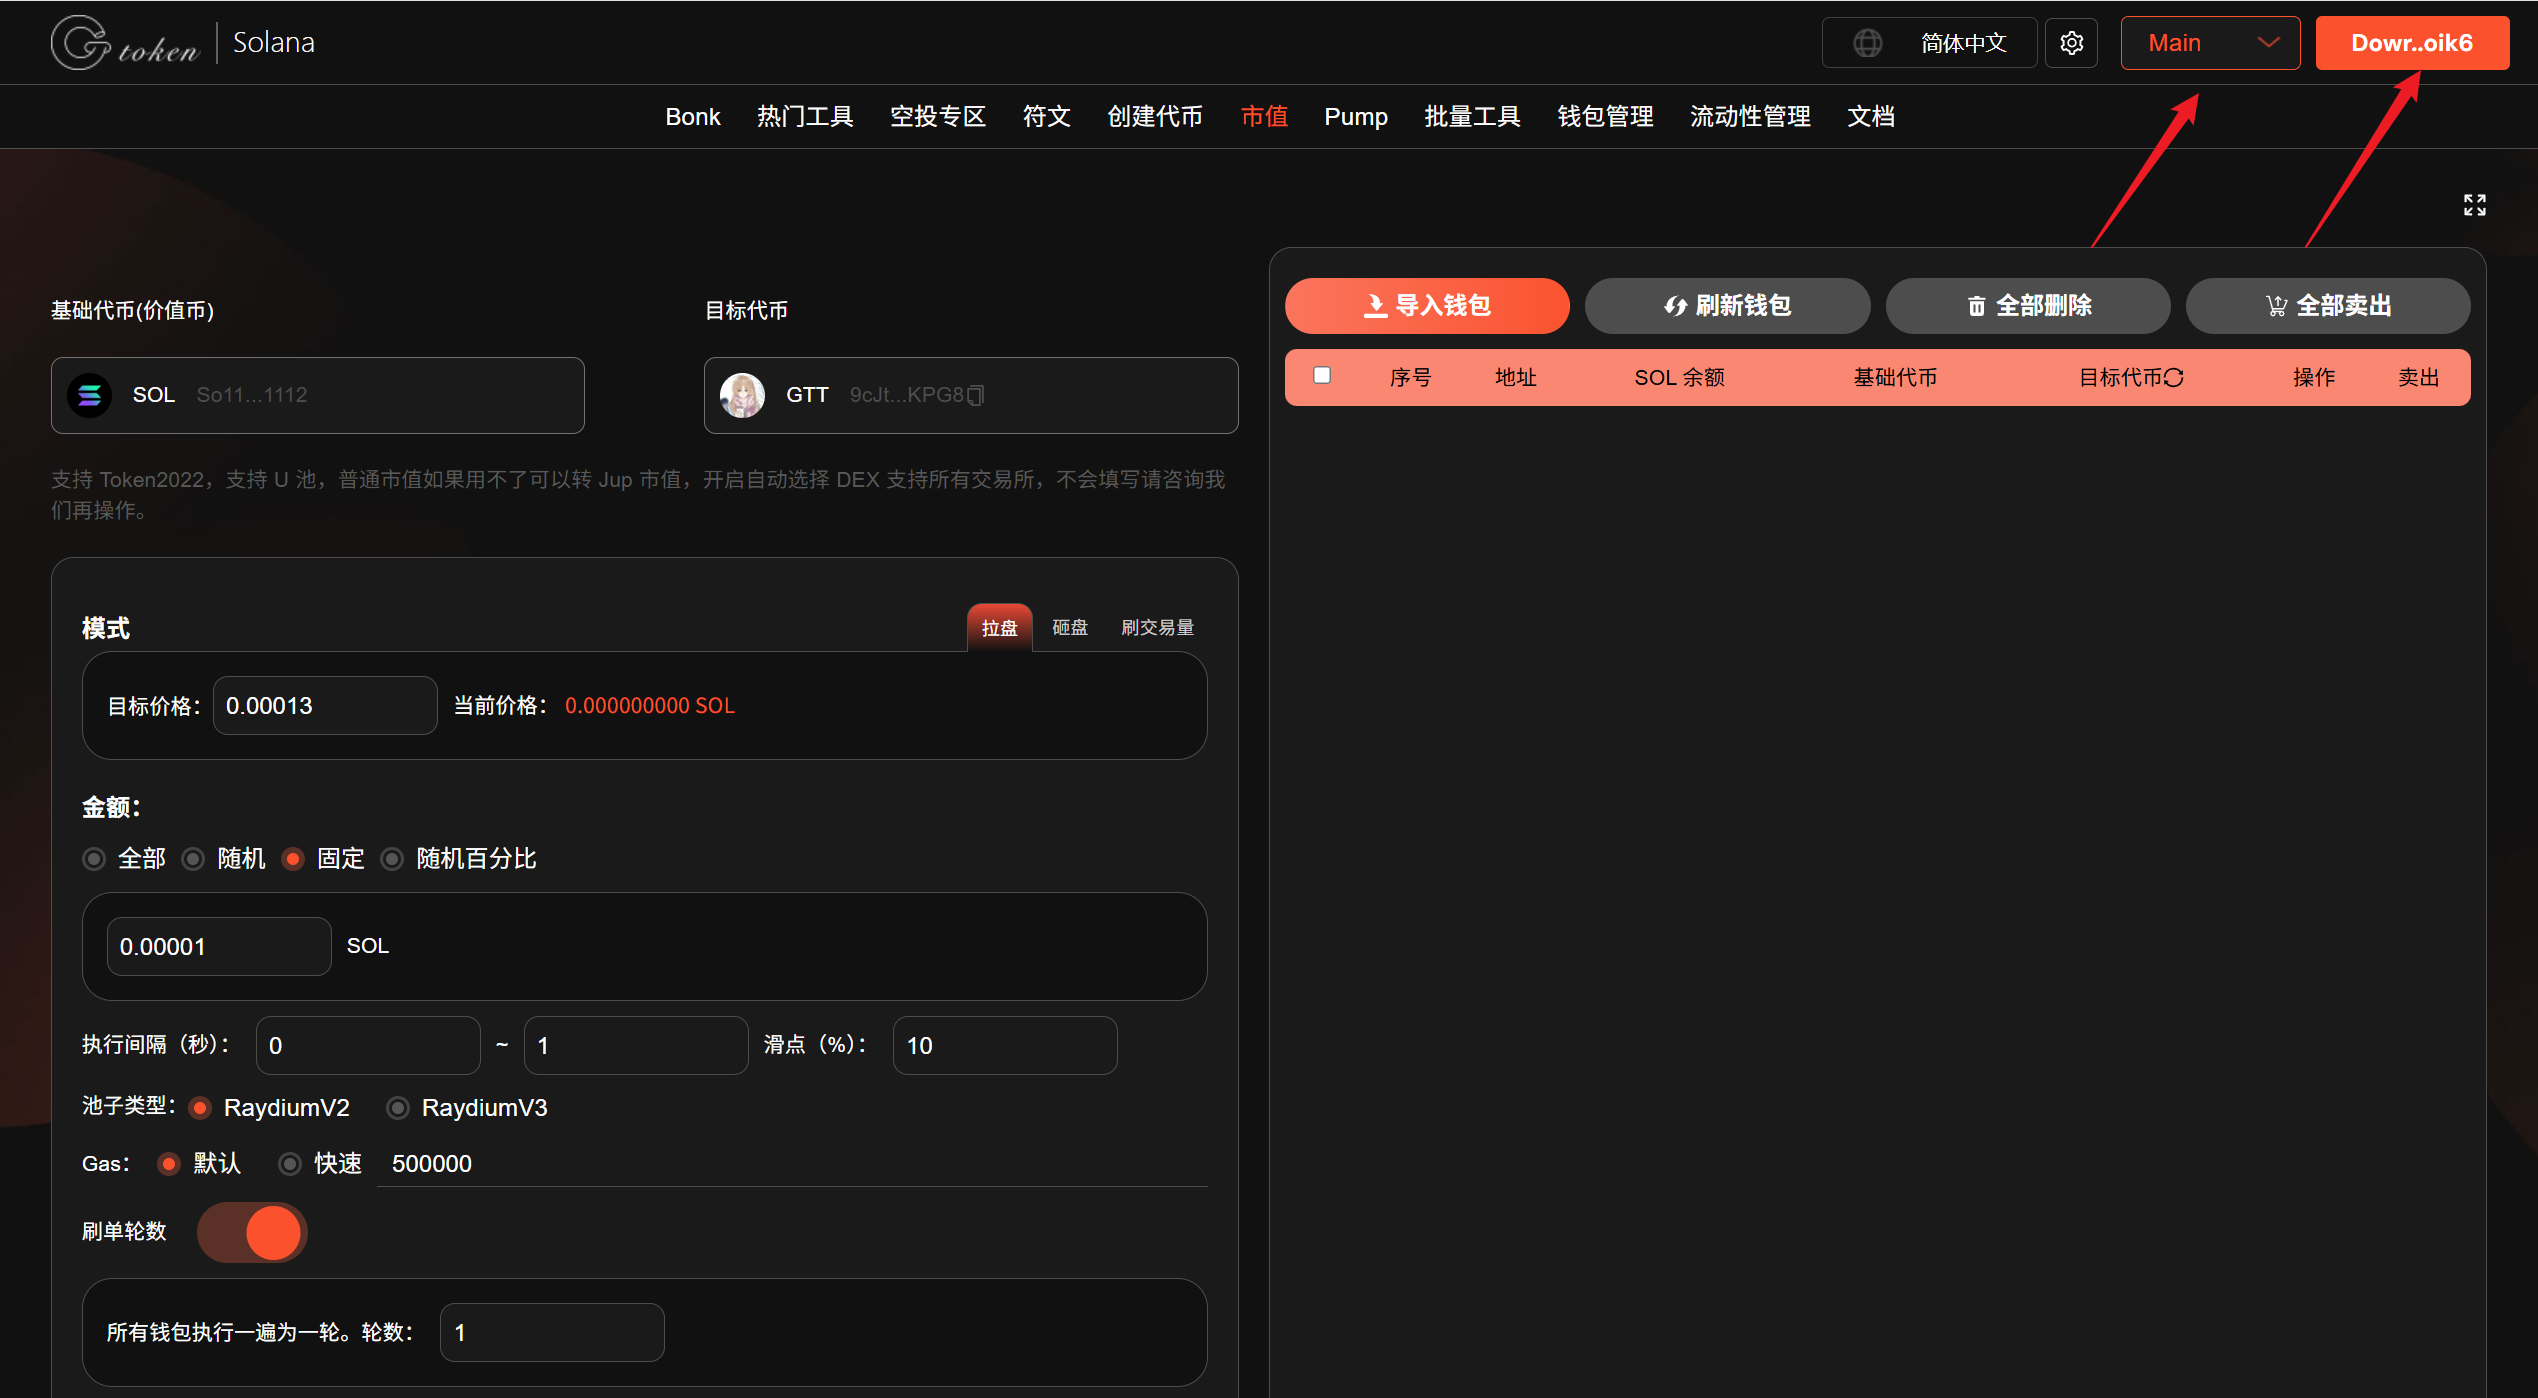 GT token | Solana
简体中文
Main
Dowr..oik6
Bonk 热门工具 空投专区 符文 创建代币 市值 Pump 批量工具 钱包管理 流动性管理 文档
基础代币(价值币)
目标代币
SOL So11...1112
GTT 9cJt...KPG8
支持 Token2022，支持 U 池，普通市值如果用不了可以转 Jup 市值，开启自动选择 DEX 支持所有交易所，不会填写请咨询我
们再操作。
模式
拉盘 砸盘 刷交易量
目标价格： 0.00013 当前价格： 0.000000000 SOL
金额：
全部 随机 固定 随机百分比
0.00001 SOL
执行间隔（秒）： 0 ~ 1 滑点（%）： 10
池子类型： RaydiumV2 RaydiumV3
Gas： 默认 快速 500000
刷单轮数
所有钱包执行一遍为一轮。轮数： 1
导入钱包 刷新钱包 全部删除 全部卖出
序号 地址 SOL 余额 基础代币 目标代币 操作 卖出